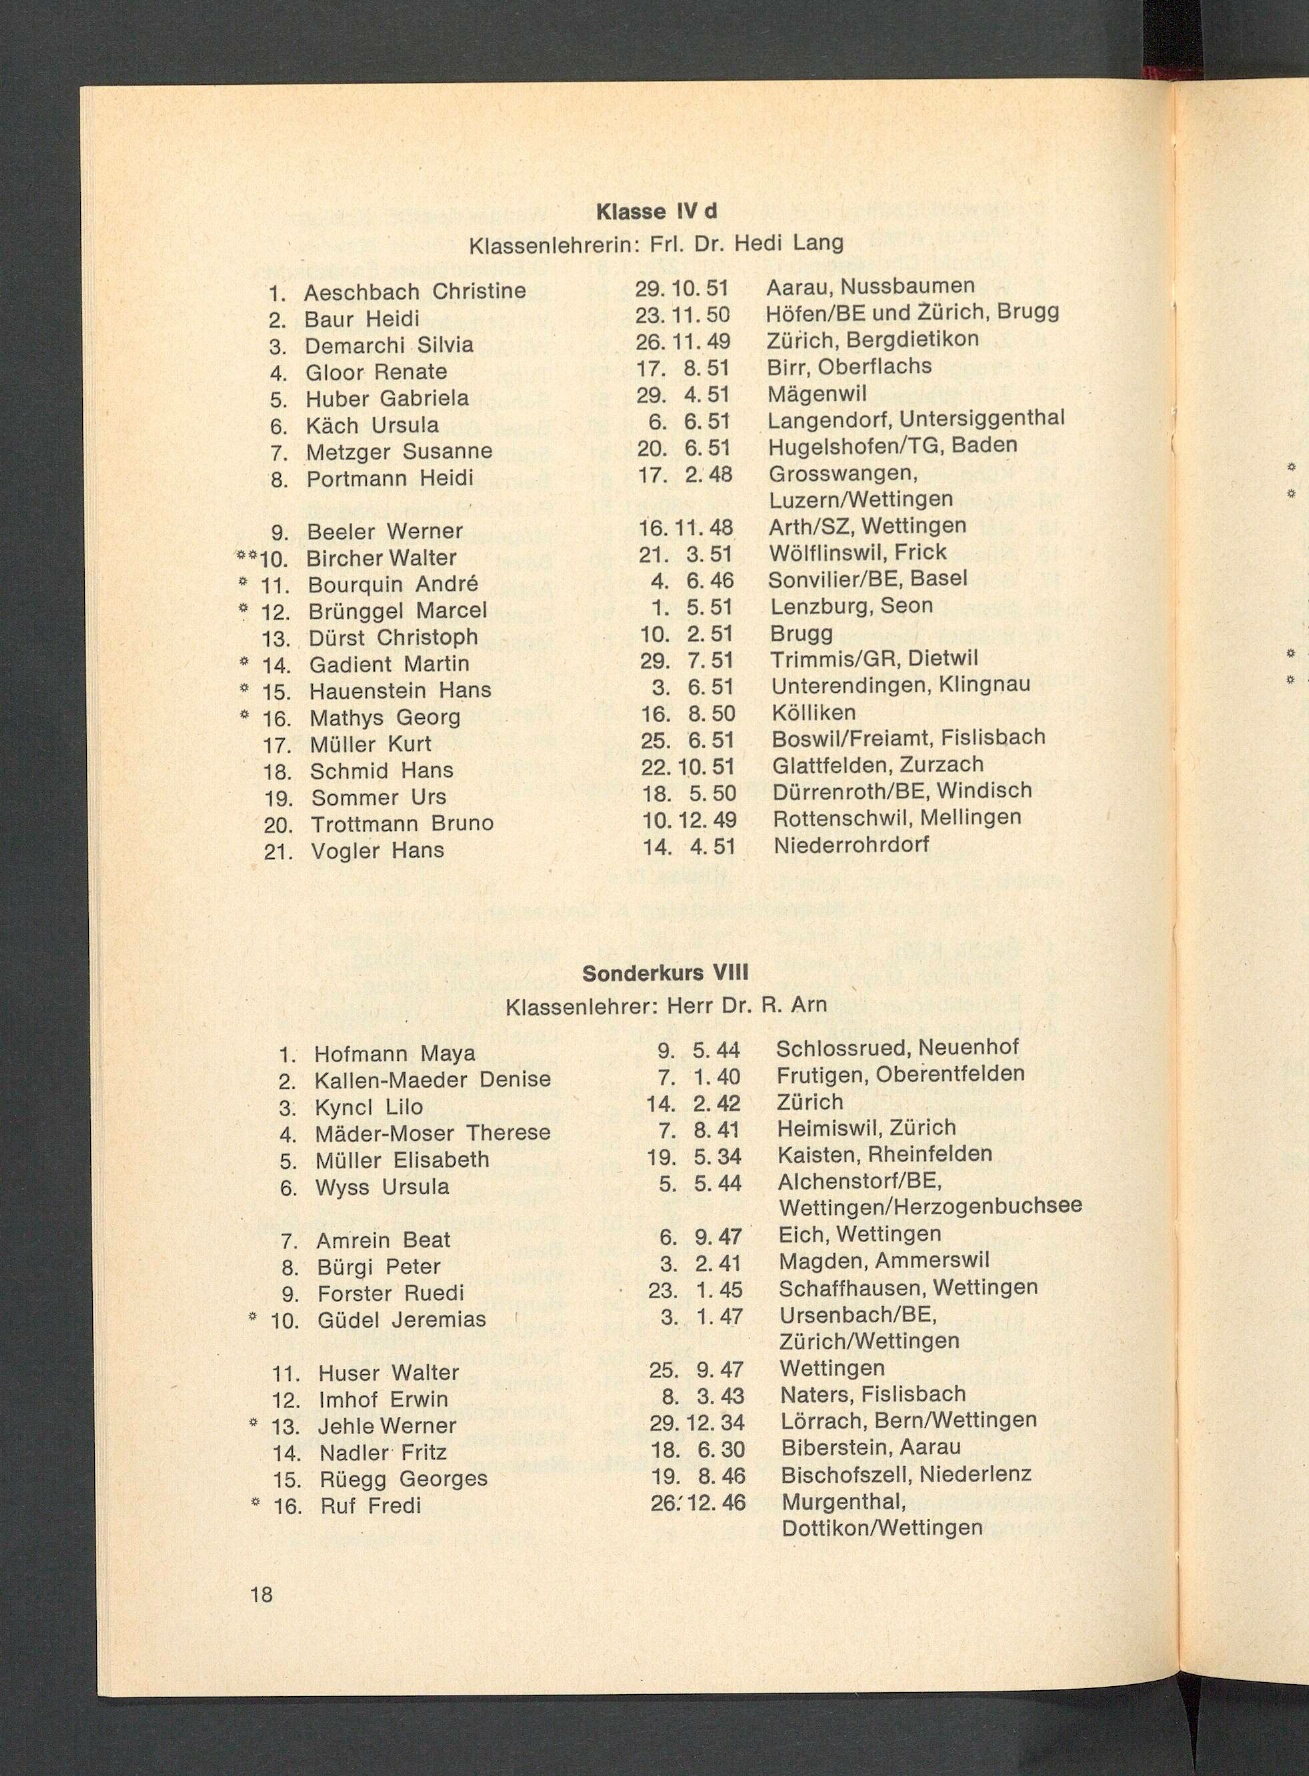 Klasse IV d
Klassenlehrerin: Frl. Dr. Hedi Lang
1. Aeschbach Christine 29. 10. 51 Aarau, Nussbaumen
2. Baur Heidi 23. 11. 50 Höfen/BE und Zürich, Brugg
3. Demarchi Silvia 26. 11. 49 Zürich, Bergdietikon
4. Gloor Renate 17. 8. 51 Birr, Oberflachs
5. Huber Gabriela 29. 4. 51 Mägenwil
6. Käch Ursula 6. 6. 51 Langendorf, Untersiggenthal
7. Metzger Susanne 20. 6. 51 Hugelshofen/TG, Baden
8. Portmann Heidi 17. 2. 48 Grosswangen,
Luzern/Wettingen
9. Beeler Werner 16. 11. 48 Arth/SZ, Wettingen
**10. Bircher Walter 21. 3. 51 Wölflinswil, Frick
* 11. Bourquin André 4. 6. 46 Sonvilier/BE, Basel
* 12. Brünggel Marcel 1. 5. 51 Lenzburg, Seon
13. Dürst Christoph 10. 2. 51 Brugg
* 14. Gadient Martin 29. 7. 51 Trimmis/GR, Dietwil
* 15. Hauenstein Hans 3. 6. 51 Unterendingen, Klingnau
* 16. Mathys Georg 16. 8. 50 Kölliken
17. Müller Kurt 25. 6. 51 Boswil/Freiamt, Fislisbach
18. Schmid Hans 22. 10. 51 Glattfelden, Zurzach
19. Sommer Urs 18. 5. 50 Dürrenroth/BE, Windisch
20. Trottmann Bruno 10. 12. 49 Rottenschwil, Mellingen
21. Vogler Hans 14. 4. 51 Niederrohrdorf
Sonderkurs VIII
Klassenlehrer: Herr Dr. R. Arn
1. Hofmann Maya 9. 5. 44 Schlossrued, Neuenhof
2. Kallen-Maeder Denise 7. 1. 40 Frutigen, Oberentfelden
3. Kyncl Lilo 14. 2. 42 Zürich
4. Mäder-Moser Therese 7. 8. 41 Heimiswil, Zürich
5. Müller Elisabeth 19. 5. 34 Kaisten, Rheinfelden
6. Wyss Ursula 5. 5. 44 Alchenstorf/BE,
Wettingen/Herzogenbuchsee
7. Amrein Beat 6. 9. 47 Eich, Wettingen
8. Bürgi Peter 3. 2. 41 Magden, Ammerswil
9. Forster Ruedi 23. 1. 45 Schaffhausen, Wettingen
* 10. Güdel Jeremias 3. 1. 47 Ursenbach/BE,
Zürich/Wettingen
11. Huser Walter 25. 9. 47 Wettingen
12. Imhof Erwin 8. 3. 43 Naters, Fislisbach
* 13. Jehle Werner 29. 12. 34 Lörrach, Bern/Wettingen
14. Nadler Fritz 18. 6. 30 Biberstein, Aarau
15. Rüegg Georges 19. 8. 46 Bischofszell, Niederlenz
* 16. Ruf Fredi 26. 12. 46 Murgenthal,
Dottikon/Wettingen
18